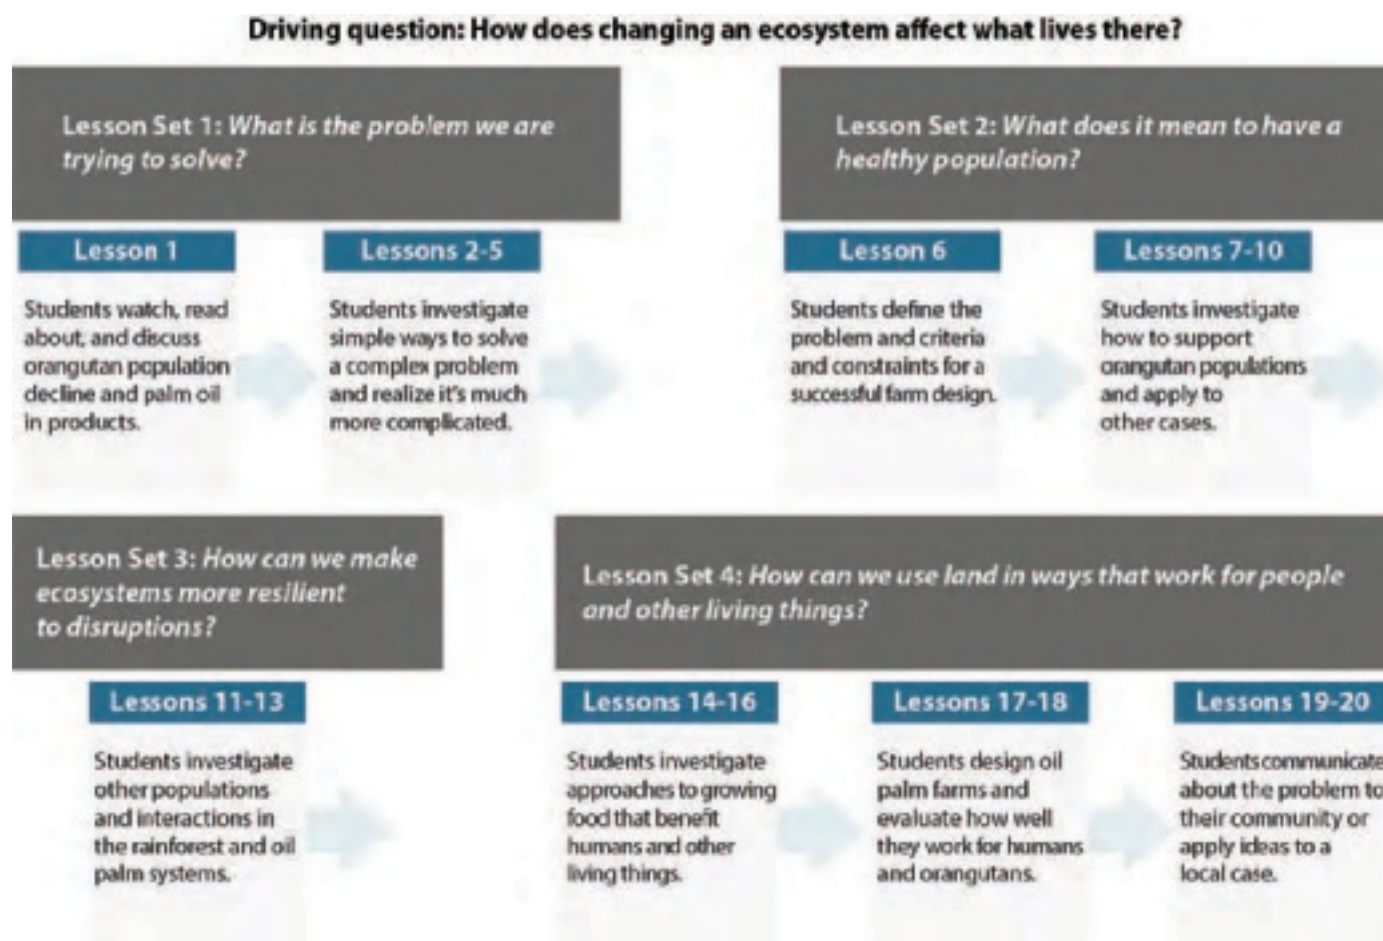 Driving question: How does changing an ecosystem affect what lives there?
Lesson Set 1: What is the problem we are
trying to solve?
Lesson 1
Students watch, read
about, and discuss
orangutan population
decline and palm oil
in products.
Lessons 2-5
Students investigate
simple ways to solve
a complex problem
and realize it's much
more complicated.
Lesson Set 2: What does it mean to have a
healthy population?
Lesson 6
Students define the
problem and criteria
and constraints for a
successful farm design.
Lessons 7-10
Students investigate
how to support
orangutan populations
and apply to
other cases.
Lesson Set 3: How can we make
ecosystems more resilient
to disruptions?
Lessons 11-13
Students investigate
other populations
and interactions in
the rainforest and oil
palm systems.
Lesson Set 4: How can we use land in ways that work for people
and other living things?
Lessons 14-16
Students investigate
approaches to growing
food that benefit
humans and other
living things.
Lessons 17-18
Students design oil
palm farms and
evaluate how well
they work for humans
and orangutans.
Lessons 19-20
Students communicate
about the problem to
their community or
apply ideas to a
local case.